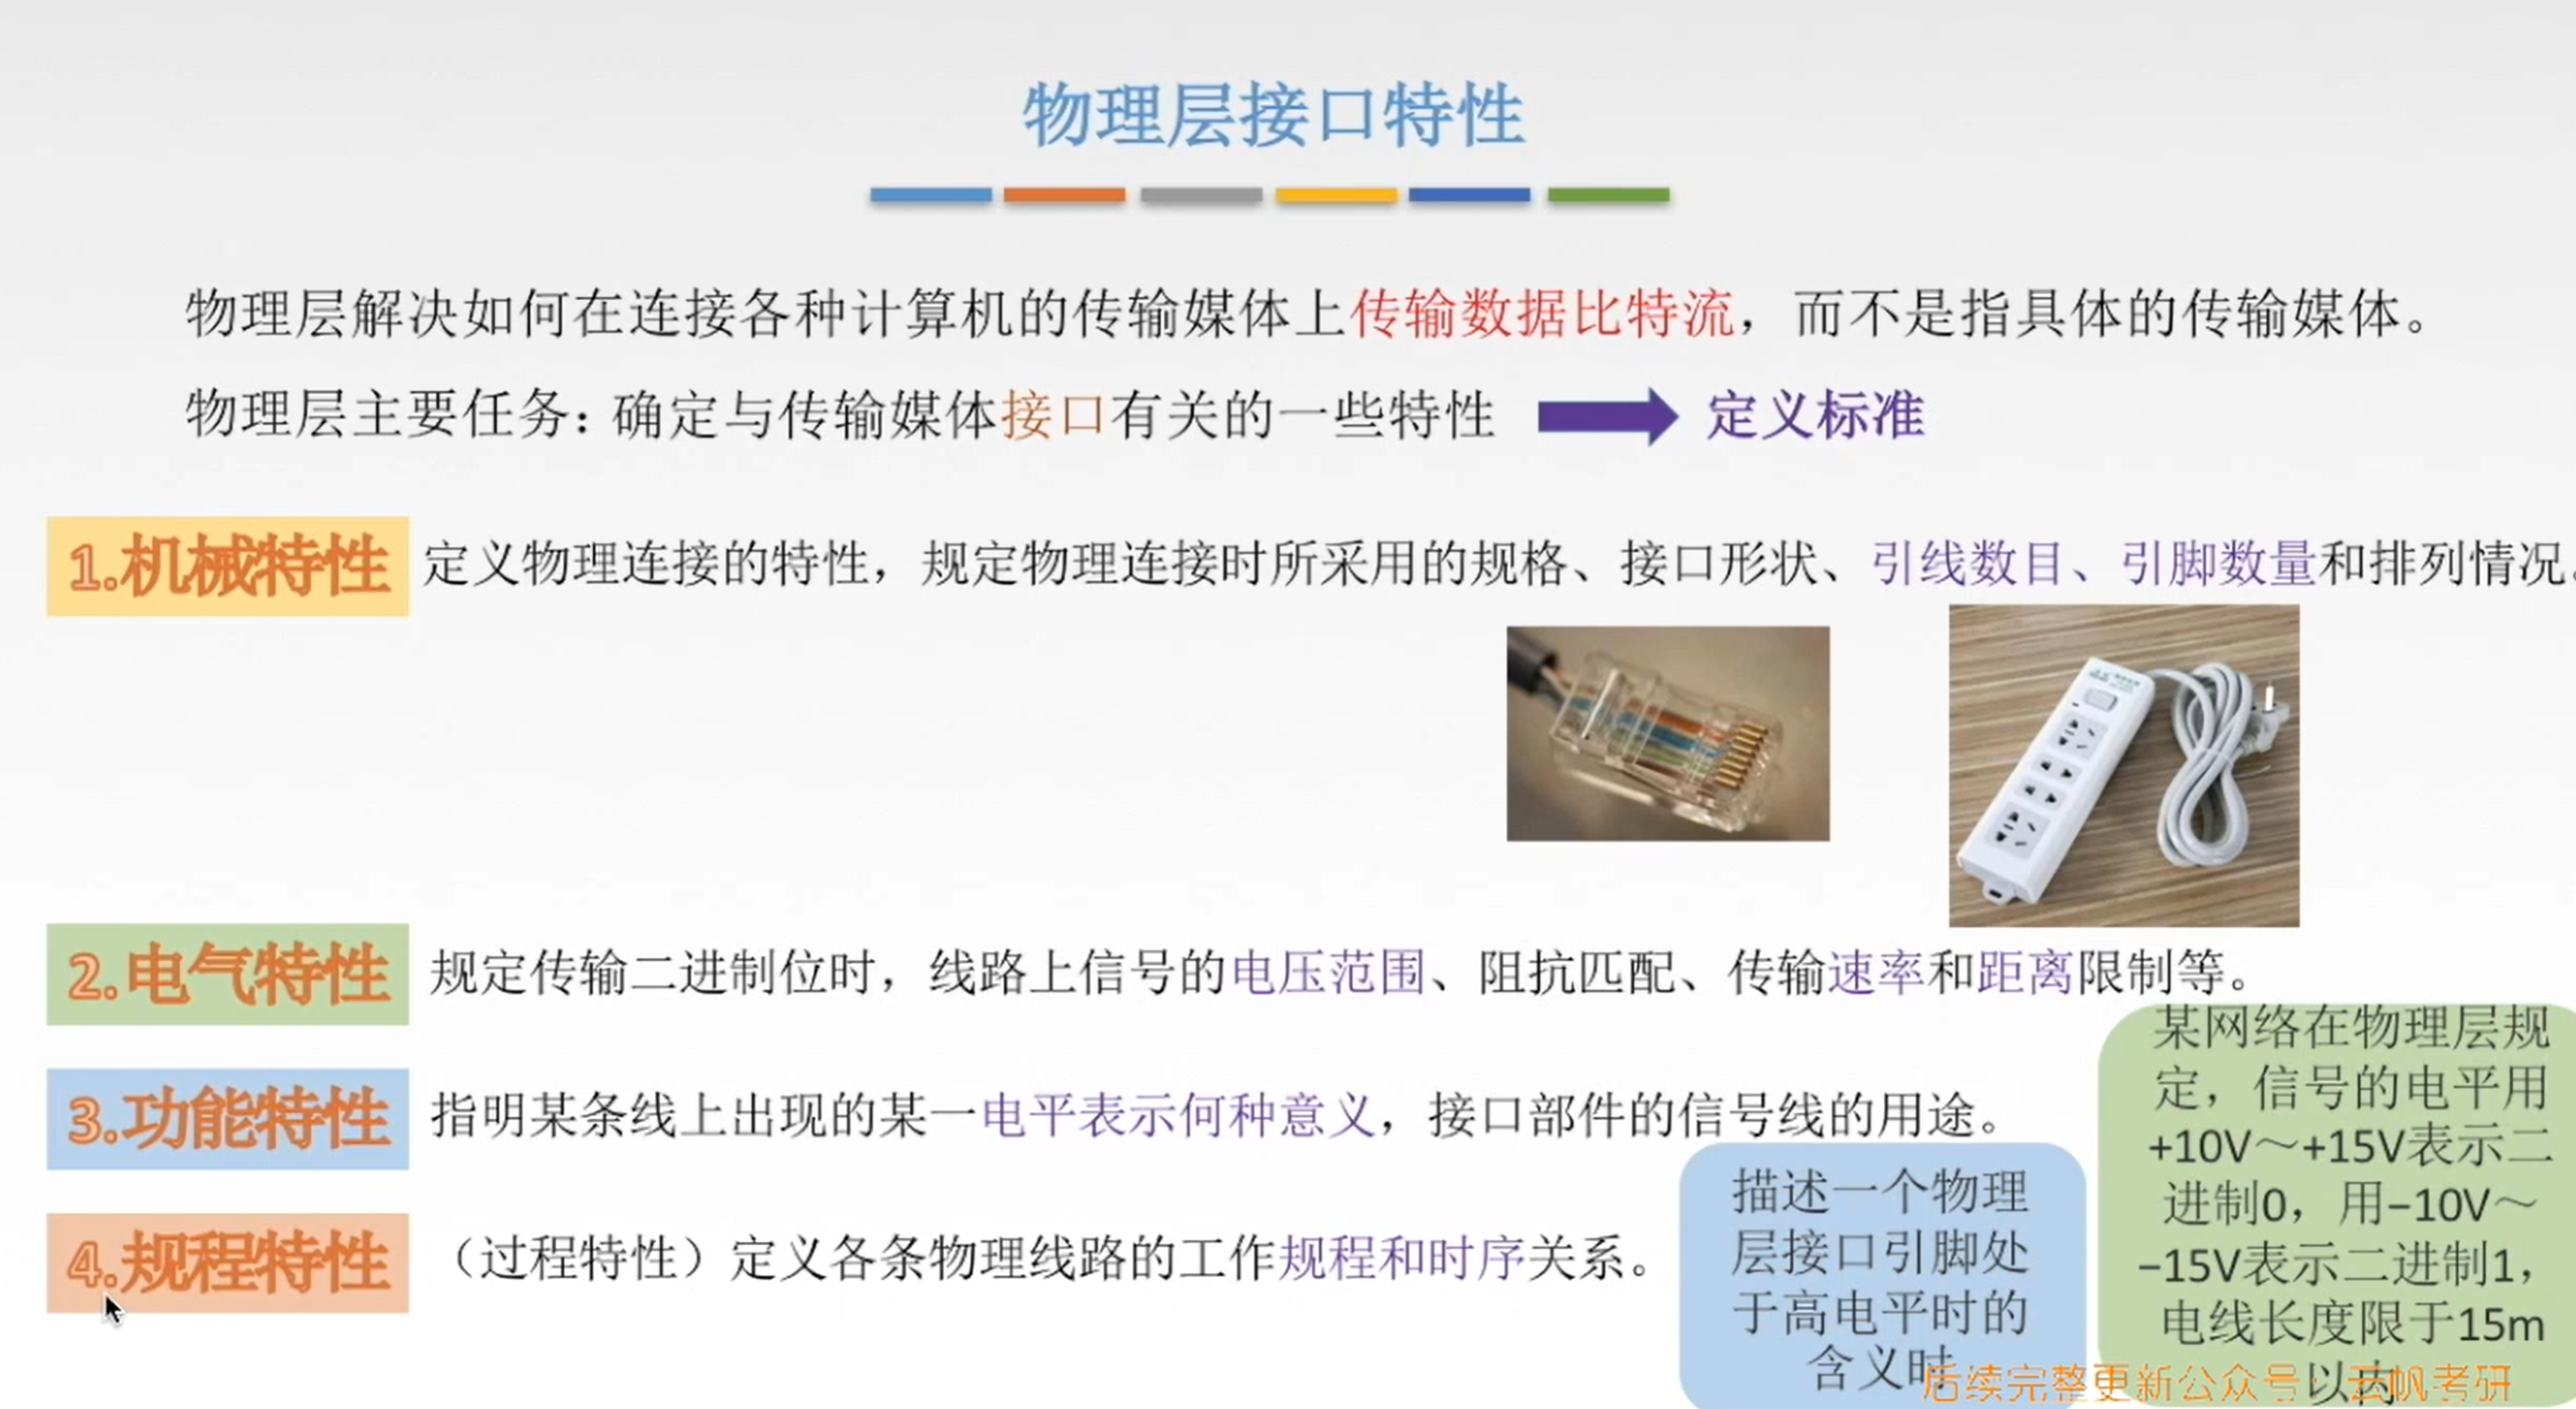 物理层接口特性
物理层解决如何在连接各种计算机的传输媒体上传输数据比特流，而不是指具体的传输媒体。
物理层主要任务：确定与传输媒体接口有关的一些特性
定义标准
1.机械特性
定义物理连接的特性，规定物理连接时所采用的规格、接口形状、引线数目、引脚数量和排列情况。
2.电气特性
规定传输二进制位时，线路上信号的电压范围、阻抗匹配、传输速率和距离限制等。
某网络在物理层规
定，信号的电平用
+10V～+15V表示二
进制0，用-10V～
-15V表示二进制1，
电线长度限于15m
以内
3.功能特性
指明某条线上出现的某一电平表示何种意义，接口部件的信号线的用途。
描述一个物理
层接口引脚处
于高电平时的
含义时
4.规程特性
（过程特性）定义各条物理线路的工作规程和时序关系。
后续完整更新公众号：云帆考研